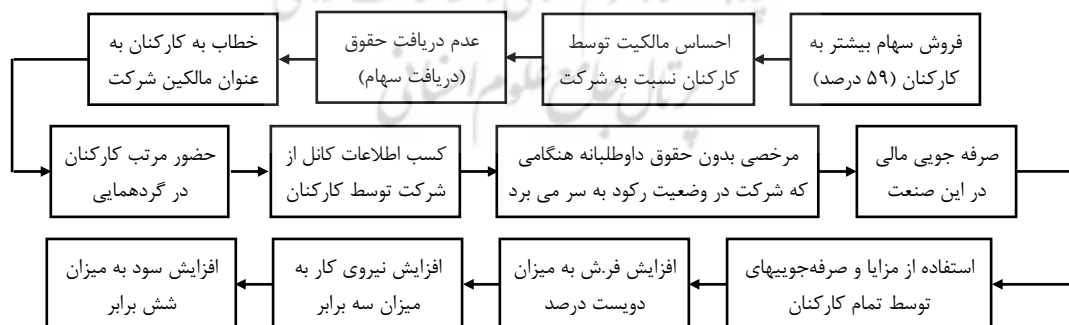 فروش سهام بیشتر به
کارکنان (۵۹ درصد)
احساس مالکیت توسط
کارکنان نسبت به شرکت
عدم دریافت حقوق
(دریافت سهام)
خطاب به کارکنان به
عنوان مالکین شرکت
حضور مرتب کارکنان
در گردهمایی
کسب اطلاعات کانل از
شرکت توسط کارکنان
مرخصی بدون حقوق داوطلبانه هنگامی
که شرکت در وضعیت رکود به سر می برد
صرفه جویی مالی
در این صنعت
استفاده از مزایا و صرفه‌جوییهای
توسط تمام کارکنان
افزایش فر.ش به میزان
دویست درصد
افزایش نیروی کار به
میزان سه برابر
افزایش سود به میزان
شش برابر
پرتال جامع علوم انسانی